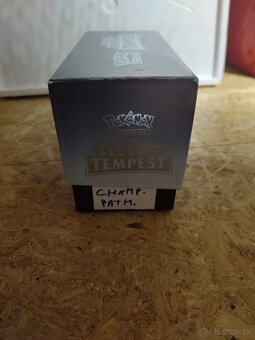 POKÉMON
SILVER
TEMPEST
CHAMP.
PATH.
Bazos.sk